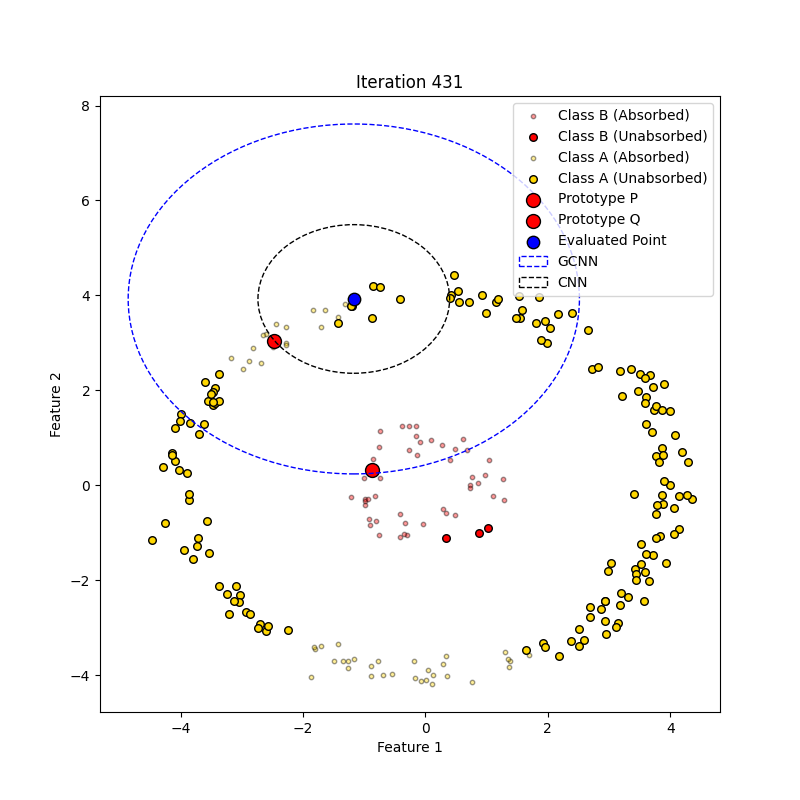 Iteration 431
Class B (Absorbed)
Class B (Unabsorbed)
Class A (Absorbed)
Class A (Unabsorbed)
Prototype P
Prototype Q
Evaluated Point
GCNN
CNN
8
6
4
2
0
−2
−4
Feature 2
−4 −2 0 2 4
Feature 1